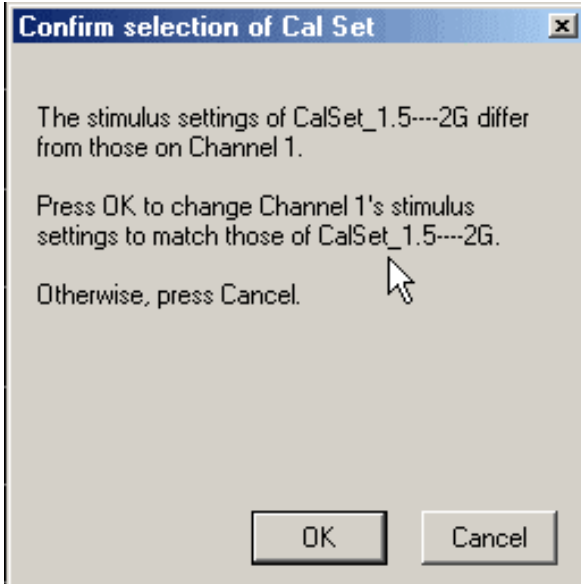 Confirm selection of Cal Set
The stimulus settings of CalSet_1.5----2G differ
from those on Channel 1.
Press OK to change Channel 1's stimulus
settings to match those of CalSet_1.5----2G.
Otherwise, press Cancel.
OK
Cancel